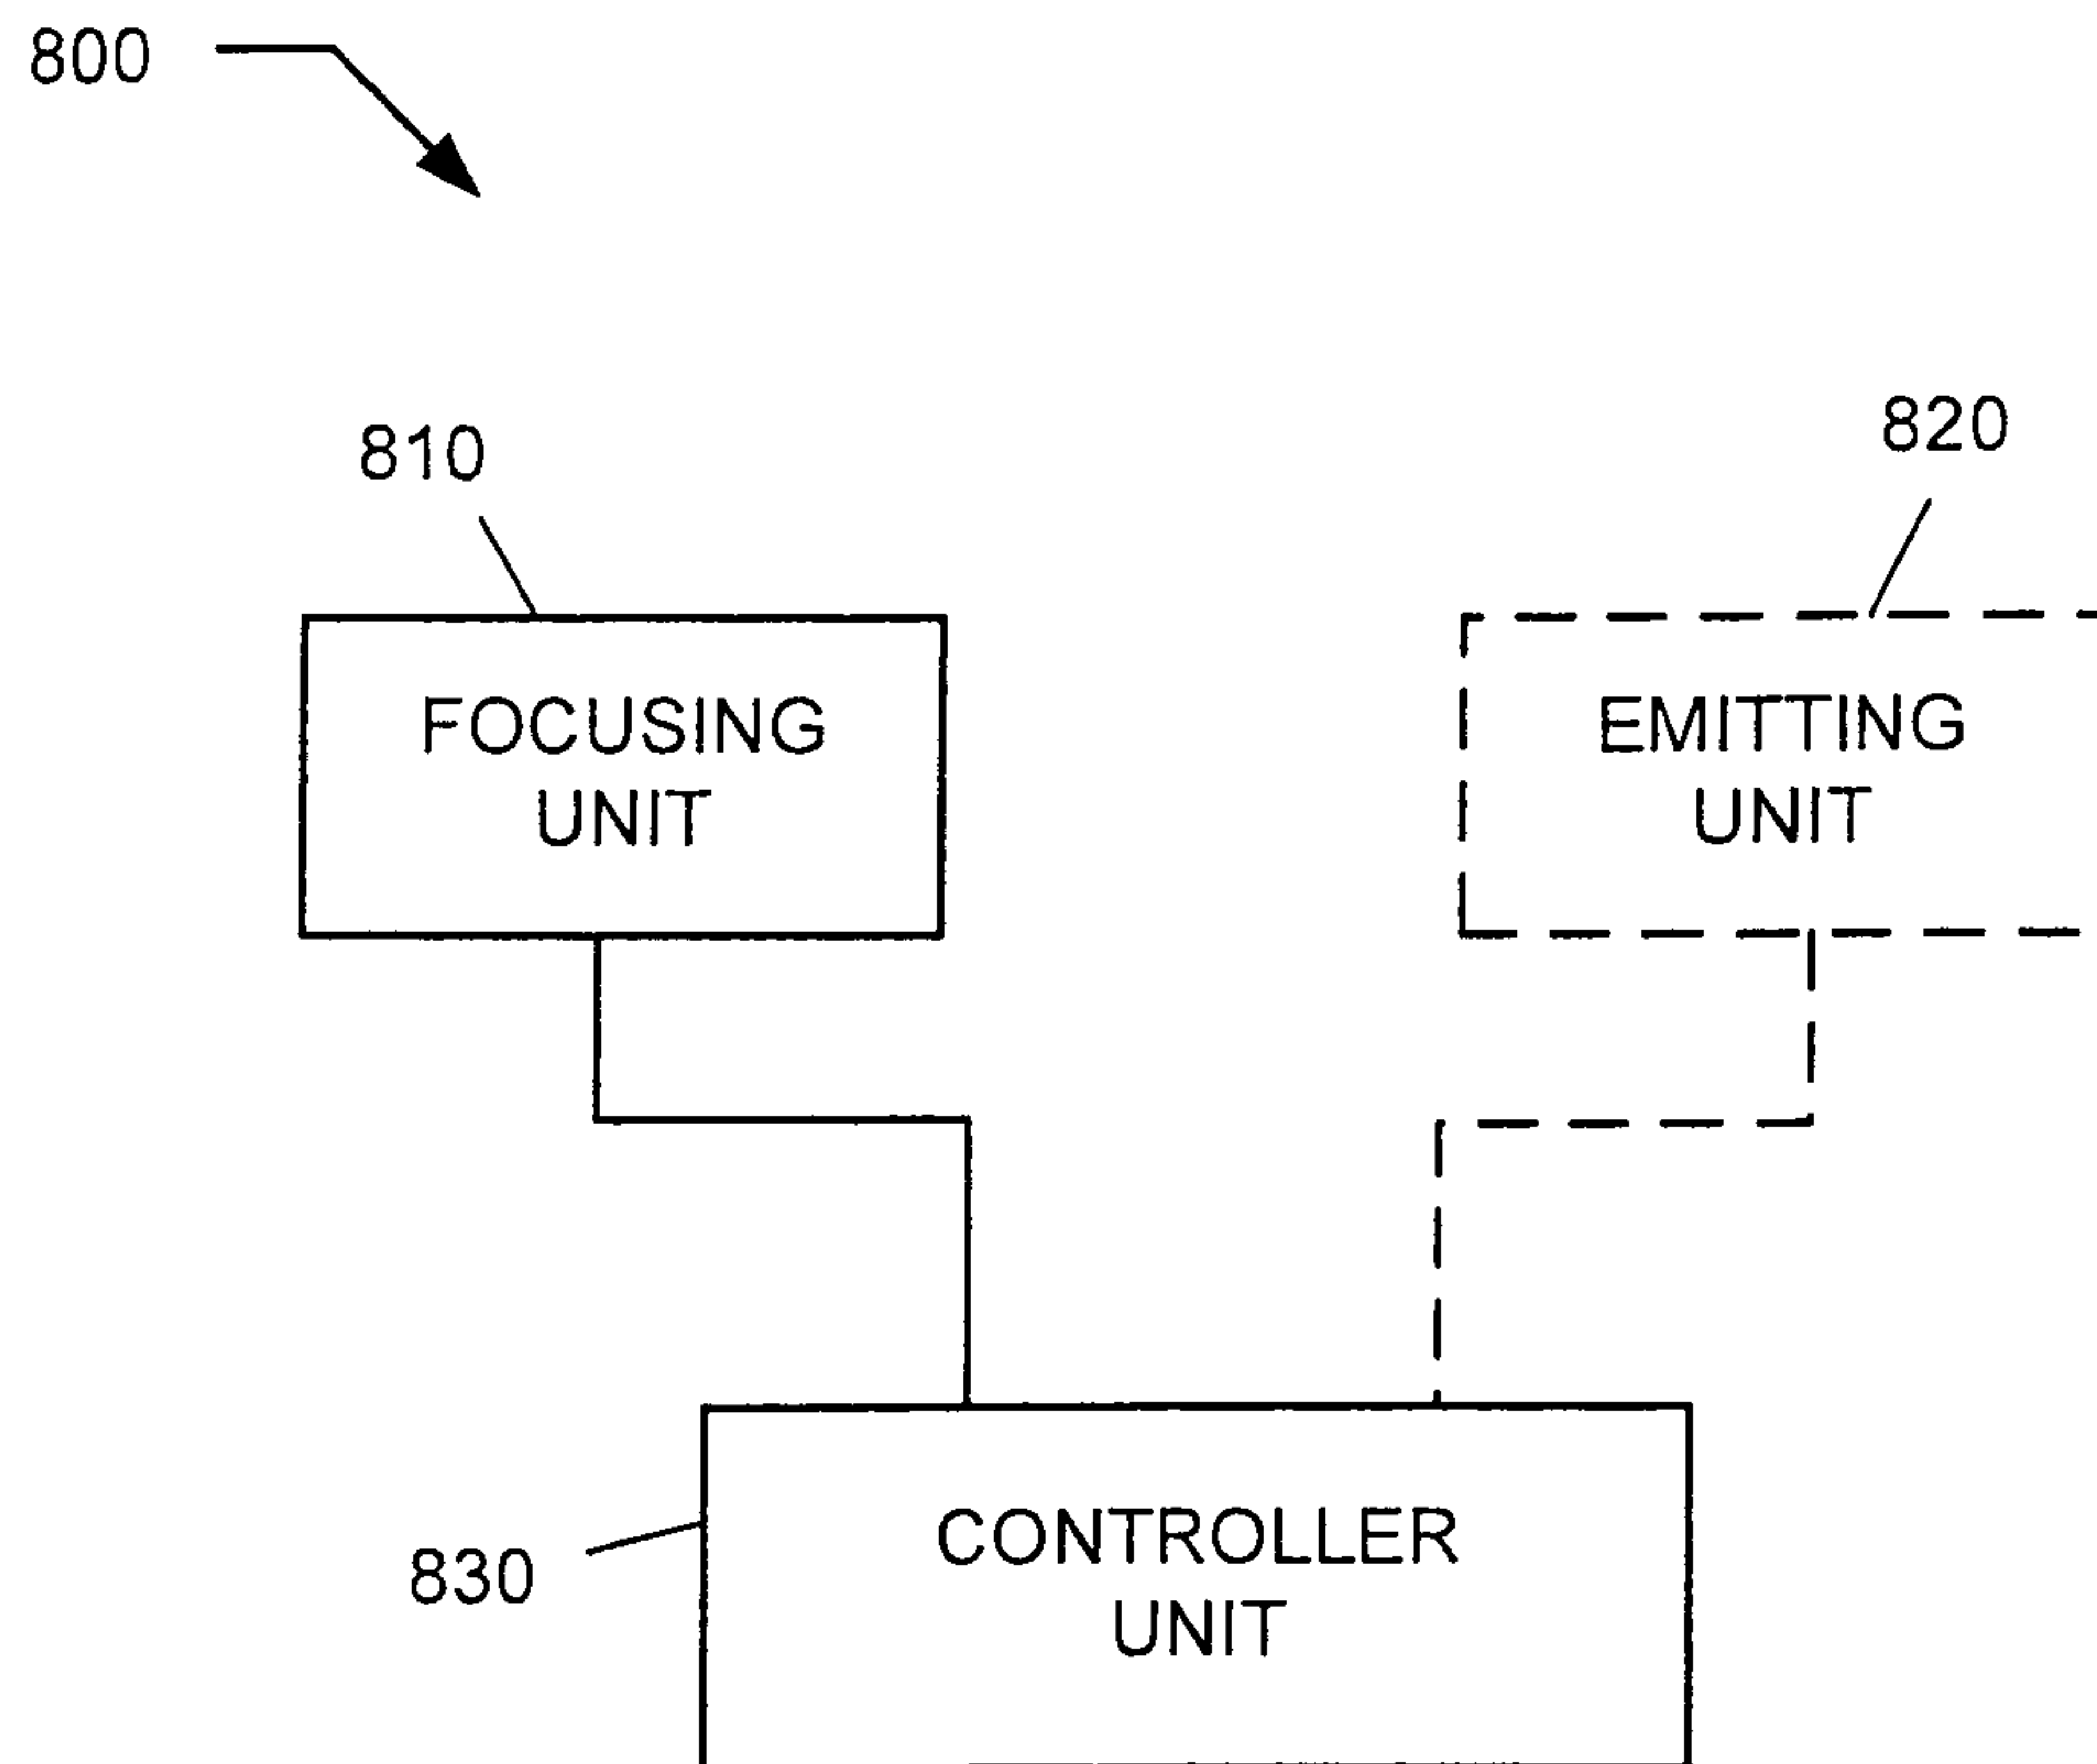 800
810
820
FOCUSING
UNIT
EMITTING
UNIT
830
CONTROLLER
UNIT